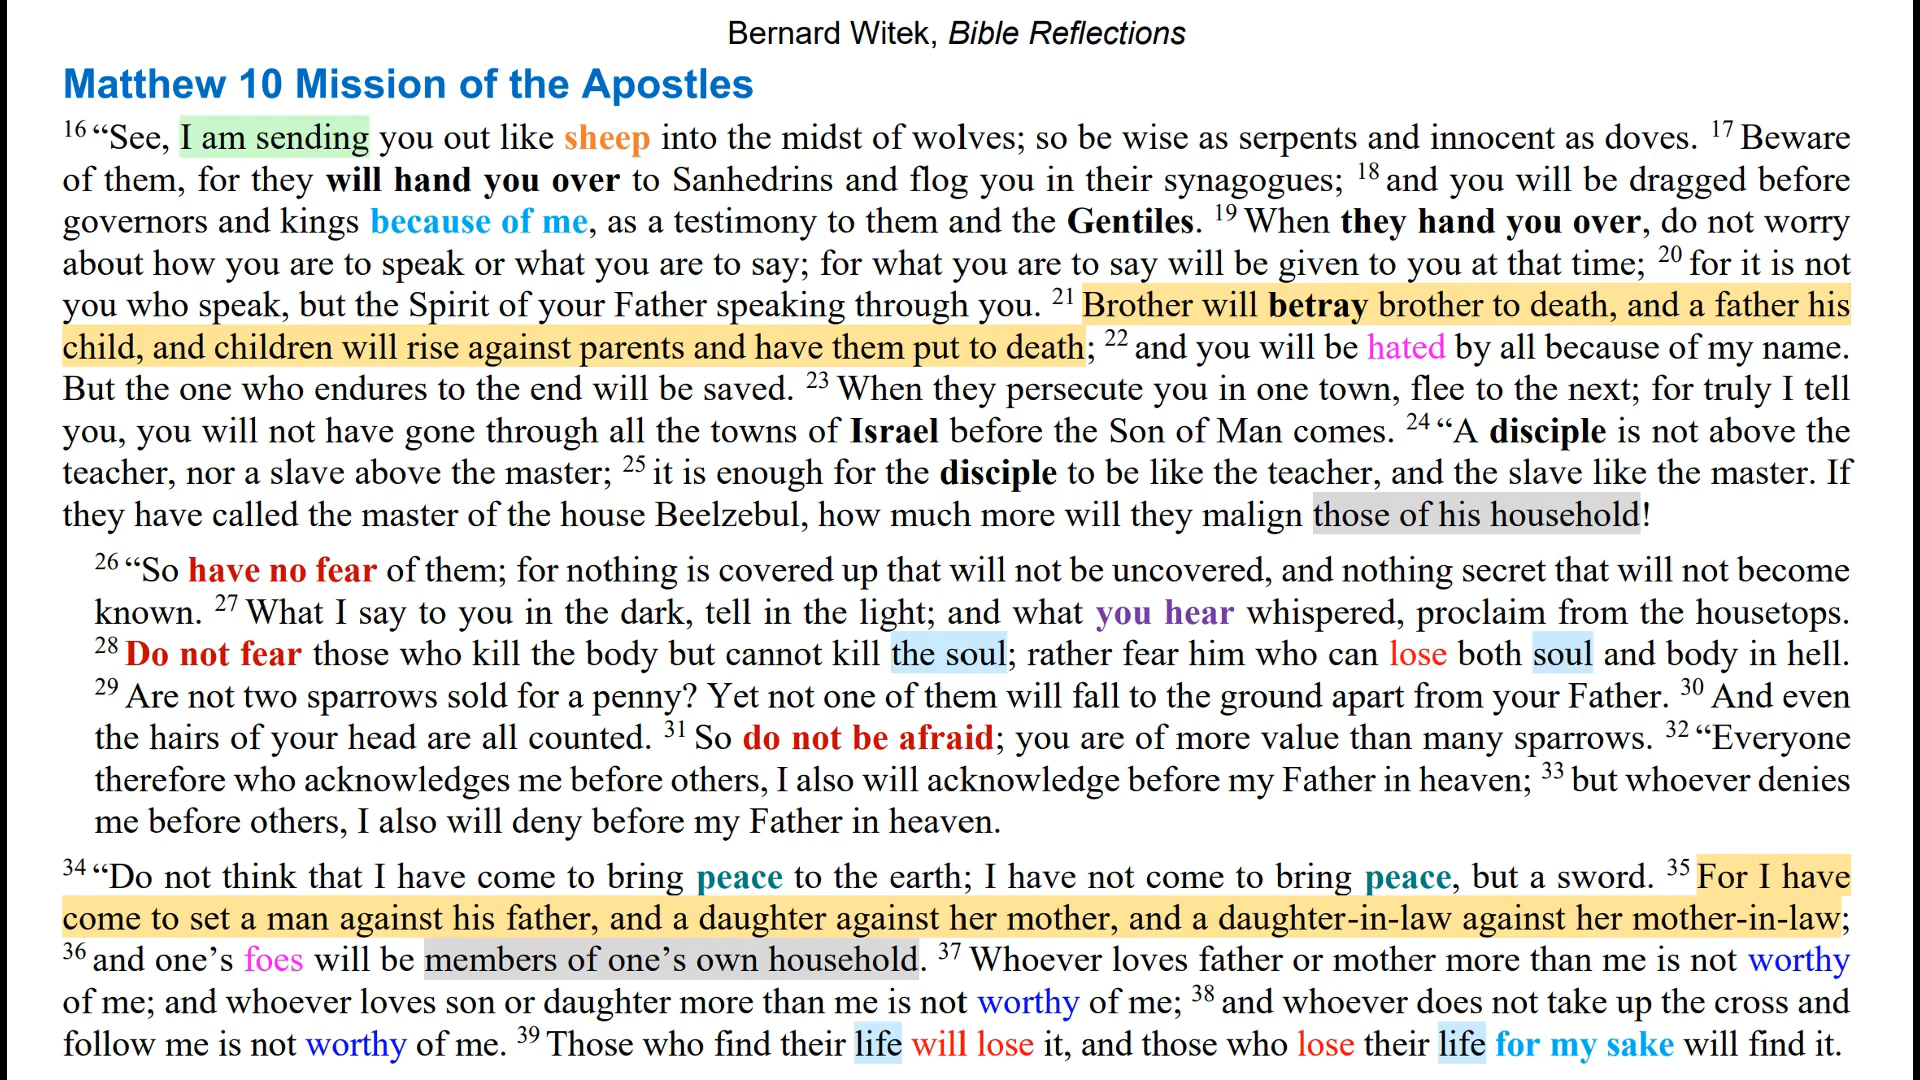 Bernard Witek, Bible Reflections
Matthew 10 Mission of the Apostles
16 “See, I am sending you out like sheep into the midst of wolves; so be wise as serpents and innocent as doves. 17 Beware
of them, for they will hand you over to Sanhedrins and flog you in their synagogues; 18 and you will be dragged before
governors and kings because of me, as a testimony to them and the Gentiles. 19 When they hand you over, do not worry
about how you are to speak or what you are to say; for what you are to say will be given to you at that time; 20 for it is not
you who speak, but the Spirit of your Father speaking through you. 21 Brother will betray brother to death, and a father his
child, and children will rise against parents and have them put to death; 22 and you will be hated by all because of my name.
But the one who endures to the end will be saved. 23 When they persecute you in one town, flee to the next; for truly I tell
you, you will not have gone through all the towns of Israel before the Son of Man comes. 24 “A disciple is not above the
teacher, nor a slave above the master; 25 it is enough for the disciple to be like the teacher, and the slave like the master. If
they have called the master of the house Beelzebul, how much more will they malign those of his household!
26 “So have no fear of them; for nothing is covered up that will not be uncovered, and nothing secret that will not become
known. 27 What I say to you in the dark, tell in the light; and what you hear whispered, proclaim from the housetops.
28 Do not fear those who kill the body but cannot kill the soul; rather fear him who can lose both soul and body in hell.
29 Are not two sparrows sold for a penny? Yet not one of them will fall to the ground apart from your Father. 30 And even
the hairs of your head are all counted. 31 So do not be afraid; you are of more value than many sparrows. 32 “Everyone
therefore who acknowledges me before others, I also will acknowledge before my Father in heaven; 33 but whoever denies
me before others, I also will deny before my Father in heaven.
34 “Do not think that I have come to bring peace to the earth; I have not come to bring peace, but a sword. 35 For I have
come to set a man against his father, and a daughter against her mother, and a daughter-in-law against her mother-in-law;
36 and one’s foes will be members of one’s own household. 37 Whoever loves father or mother more than me is not worthy
of me; and whoever loves son or daughter more than me is not worthy of me; 38 and whoever does not take up the cross and
follow me is not worthy of me. 39 Those who find their life will lose it, and those who lose their life for my sake will find it.